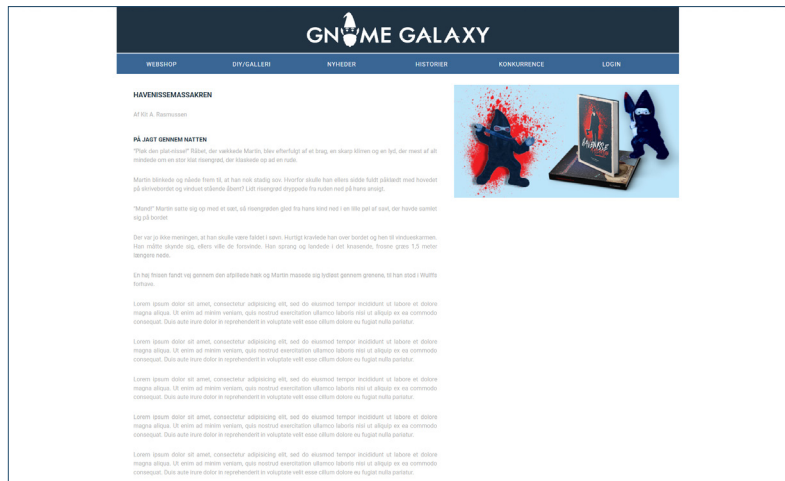 GNOME GALAXY
WEBSHOP
DIY/GALLERI
NYHEDER
HISTORIER
KONKURRENCE
LOGIN
HAVENISSEMASSAKREN
Af Kit A. Rasmussen
PÅ JAGT GENNEM NATTEN
"Pløk den plat-nisse!" Råbet, der vækkede Martin, blev efterfulgt af et brag, en skarp klirren og en lyd, der mest af alt
mindede om en stor klat risengrød, der klaskede op ad en rude.
Martin blinkede og nåede frem til, at han nok stadig sov. Hvorfor skulle han ellers sidde fuldt påklædt med hovedet
på skrivebordet og vinduet stående åbent? Lidt risengrød dryppede fra ruden ned på hans ansigt.
"Mand!" Martin satte sig op med et sæt, så risengrøden gled fra hans kind ned i en lille pøl af savl, der havde samlet
sig på bordet
Der var jo ikke meningen, at han skulle være faldet i søvn. Hurtigt kravlede han over bordet og hen til vindueskarmen.
Han måtte skynde sig, ellers ville de forsvinde. Han sprang og landede i det knasende, frosne græs 1,5 meter
længere nede.
En haj frosen fandt vej gennem den afpillede hæk og Martin massede sig lydløst gennem grenene, til han stod i Wulffs
forhave.
Lorem ipsum dolor sit amet, consectetur adipisicing elit, sed do eiusmod tempor incididunt ut labore et dolore
magna aliqua. Ut enim ad minim veniam, quis nostrud exercitation ullamco laboris nisi ut aliquip ex ea commodo
consequat. Duis aute irure dolor in reprehenderit in voluptate velit esse cillum dolore eu fugiat nulla pariatur.
Lorem ipsum dolor sit amet, consectetur adipisicing elit, sed do eiusmod tempor incididunt ut labore et dolore
magna aliqua. Ut enim ad minim veniam, quis nostrud exercitation ullamco laboris nisi ut aliquip ex ea commodo
consequat. Duis aute irure dolor in reprehenderit in voluptate velit esse cillum dolore eu fugiat nulla pariatur.
Lorem ipsum dolor sit amet, consectetur adipisicing elit, sed do eiusmod tempor incididunt ut labore et dolore
magna aliqua. Ut enim ad minim veniam, quis nostrud exercitation ullamco laboris nisi ut aliquip ex ea commodo
consequat. Duis aute irure dolor in reprehenderit in voluptate velit esse cillum dolore eu fugiat nulla pariatur.
Lorem ipsum dolor sit amet, consectetur adipisicing elit, sed do eiusmod tempor incididunt ut labore et dolore
magna aliqua. Ut enim ad minim veniam, quis nostrud exercitation ullamco laboris nisi ut aliquip ex ea commodo
consequat. Duis aute irure dolor in reprehenderit in voluptate velit esse cillum dolore eu fugiat nulla pariatur.
Lorem ipsum dolor sit amet, consectetur adipisicing elit, sed do eiusmod tempor incididunt ut labore et dolore
magna aliqua. Ut enim ad minim veniam, quis nostrud exercitation ullamco laboris nisi ut aliquip ex ea commodo
consequat. Duis aute irure dolor in reprehenderit in voluptate velit esse cillum dolore eu fugiat nulla pariatur.